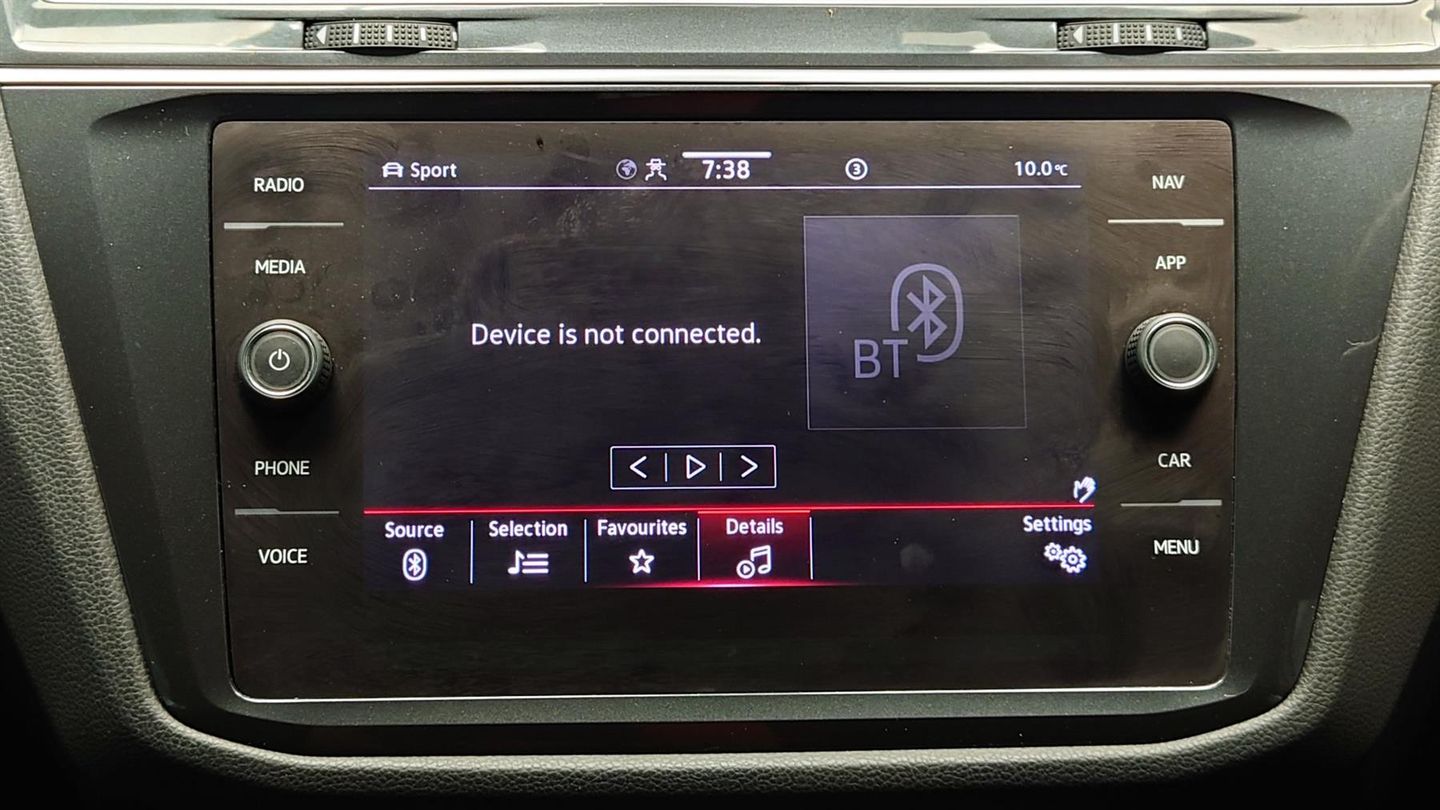 RADIO
MEDIA
PHONE
VOICE
Sport
7:38
3
10.0°C
Device is not connected.
BT
Source
Selection
Favourites
Details
Settings
NAV
APP
CAR
MENU